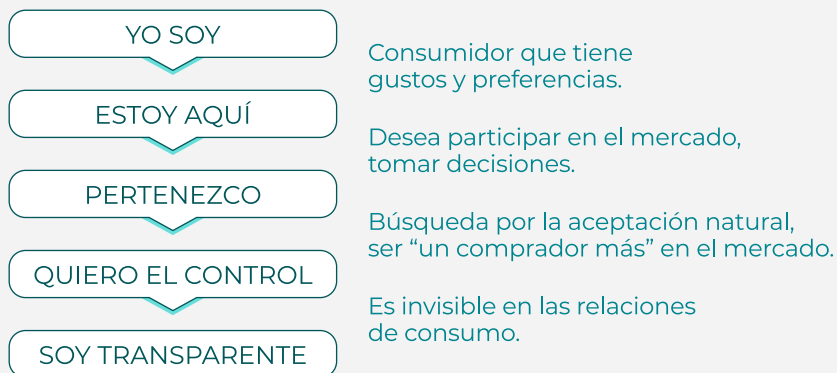 YO SOY
Consumidor que tiene
gustos y preferencias.
ESTOY AQUÍ
Desea participar en el mercado,
tomar decisiones.
PERTENEZCO
Búsqueda por la aceptación natural,
ser “un comprador más” en el mercado.
QUIERO EL CONTROL
Es invisible en las relaciones
de consumo.
SOY TRANSPARENTE